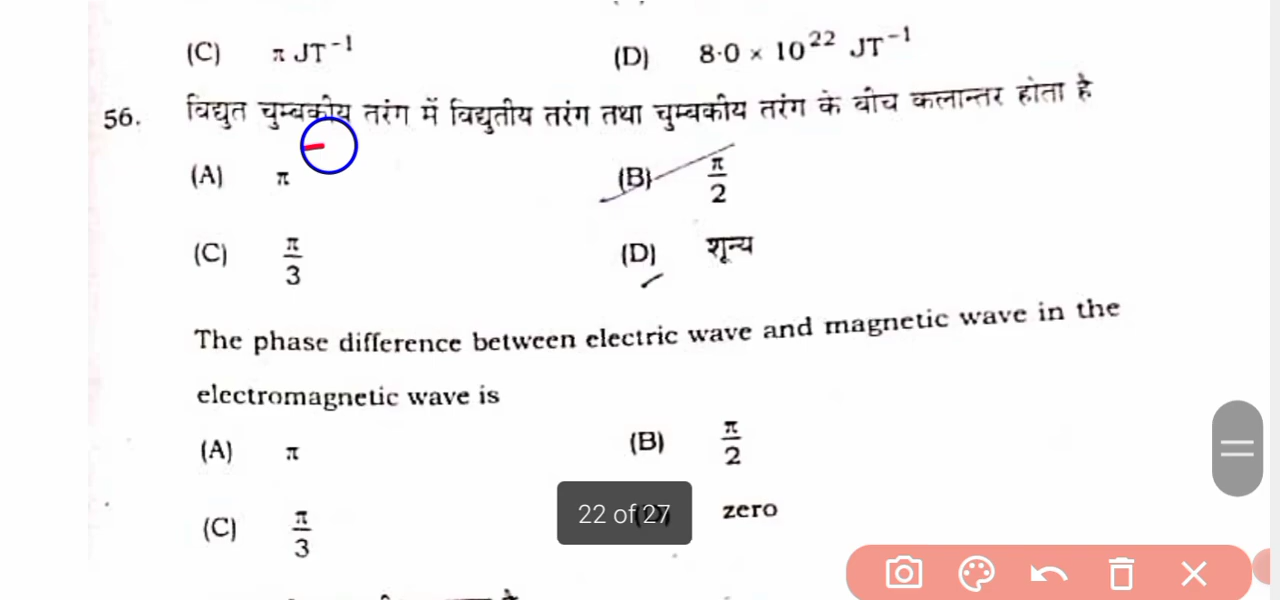 (C) π JT⁻¹ (D) 8·0 × 10²² JT⁻¹
56. विद्युत चुम्बकीय तरंग में विद्युतीय तरंग तथा चुम्बकीय तरंग के बीच कलान्तर होता है
(A) π (B) π/2
(C) π/3 (D) शून्य
The phase difference between electric wave and magnetic wave in the
electromagnetic wave is
(A) π (B) π/2
(C) π/3 (D) zero
22 of 27